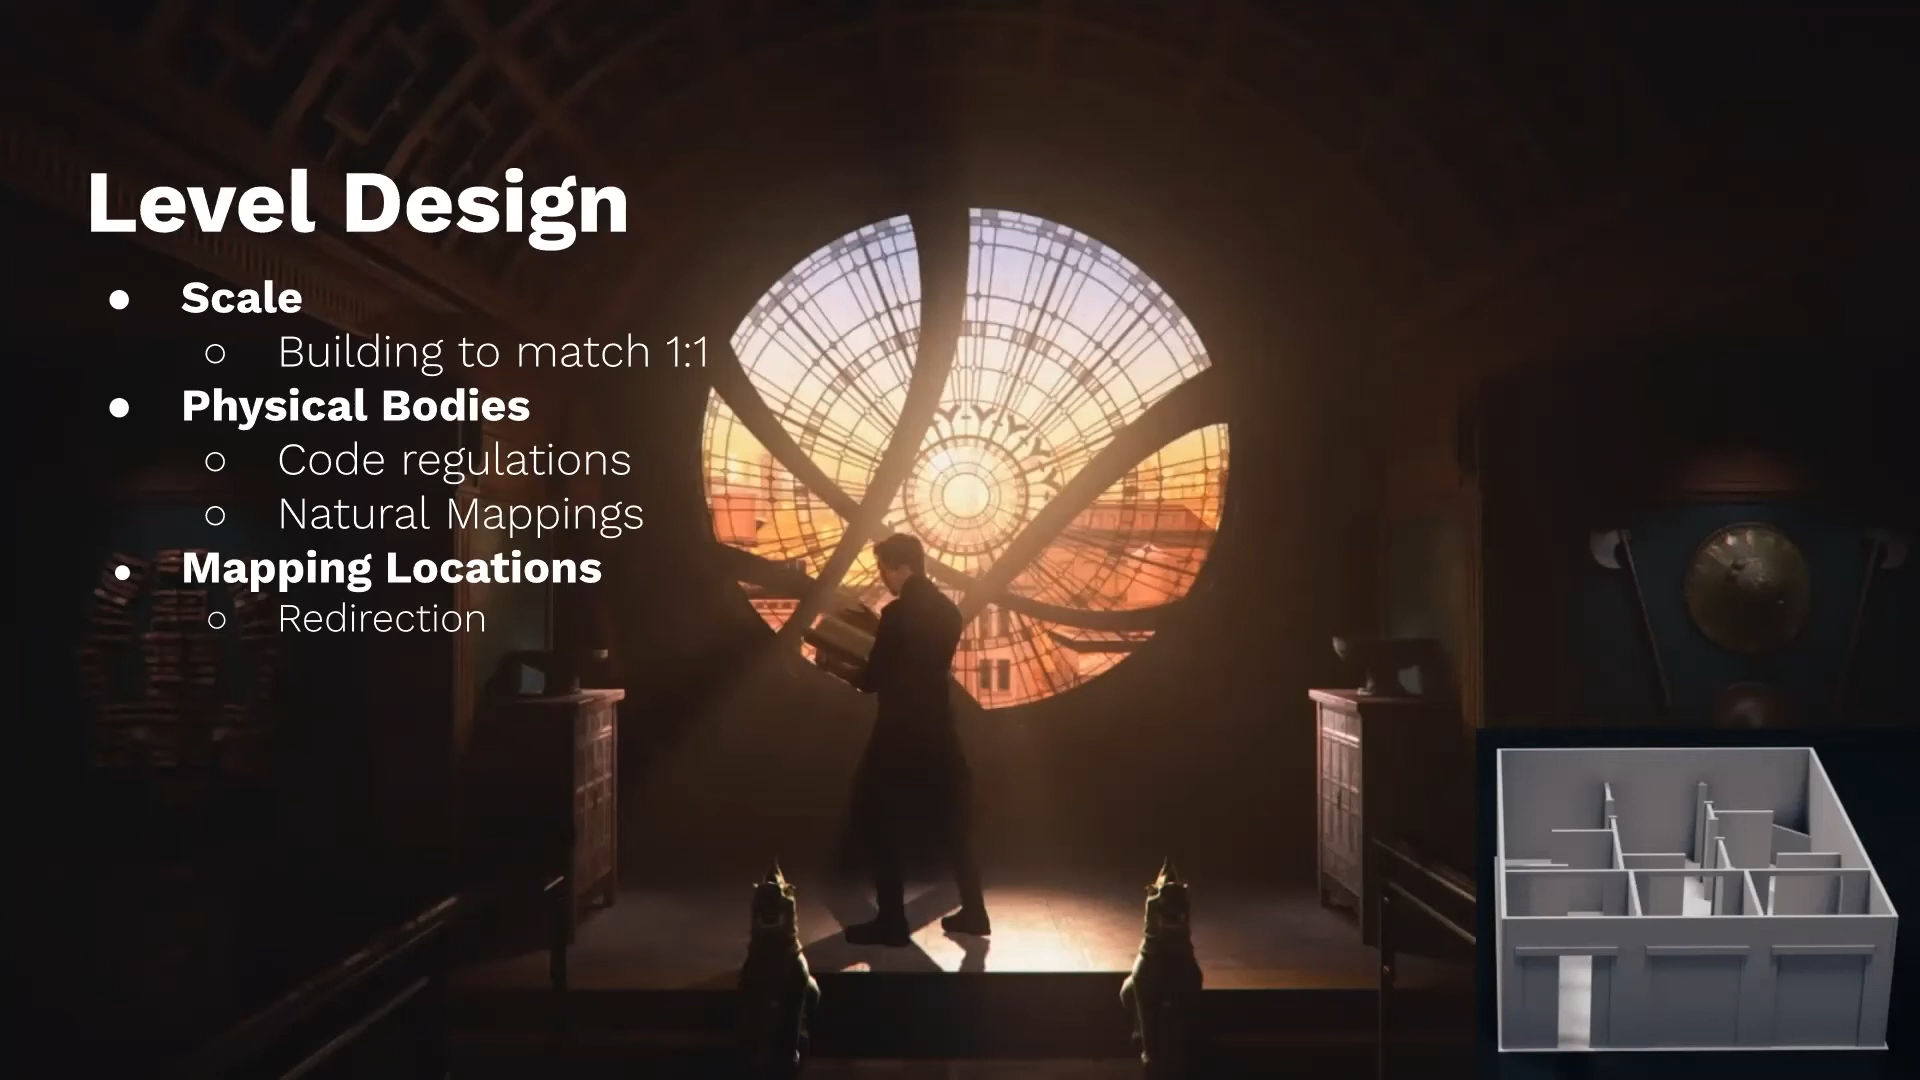 Level Design
● Scale
○ Building to match 1:1
● Physical Bodies
○ Code regulations
○ Natural Mappings
● Mapping Locations
○ Redirection